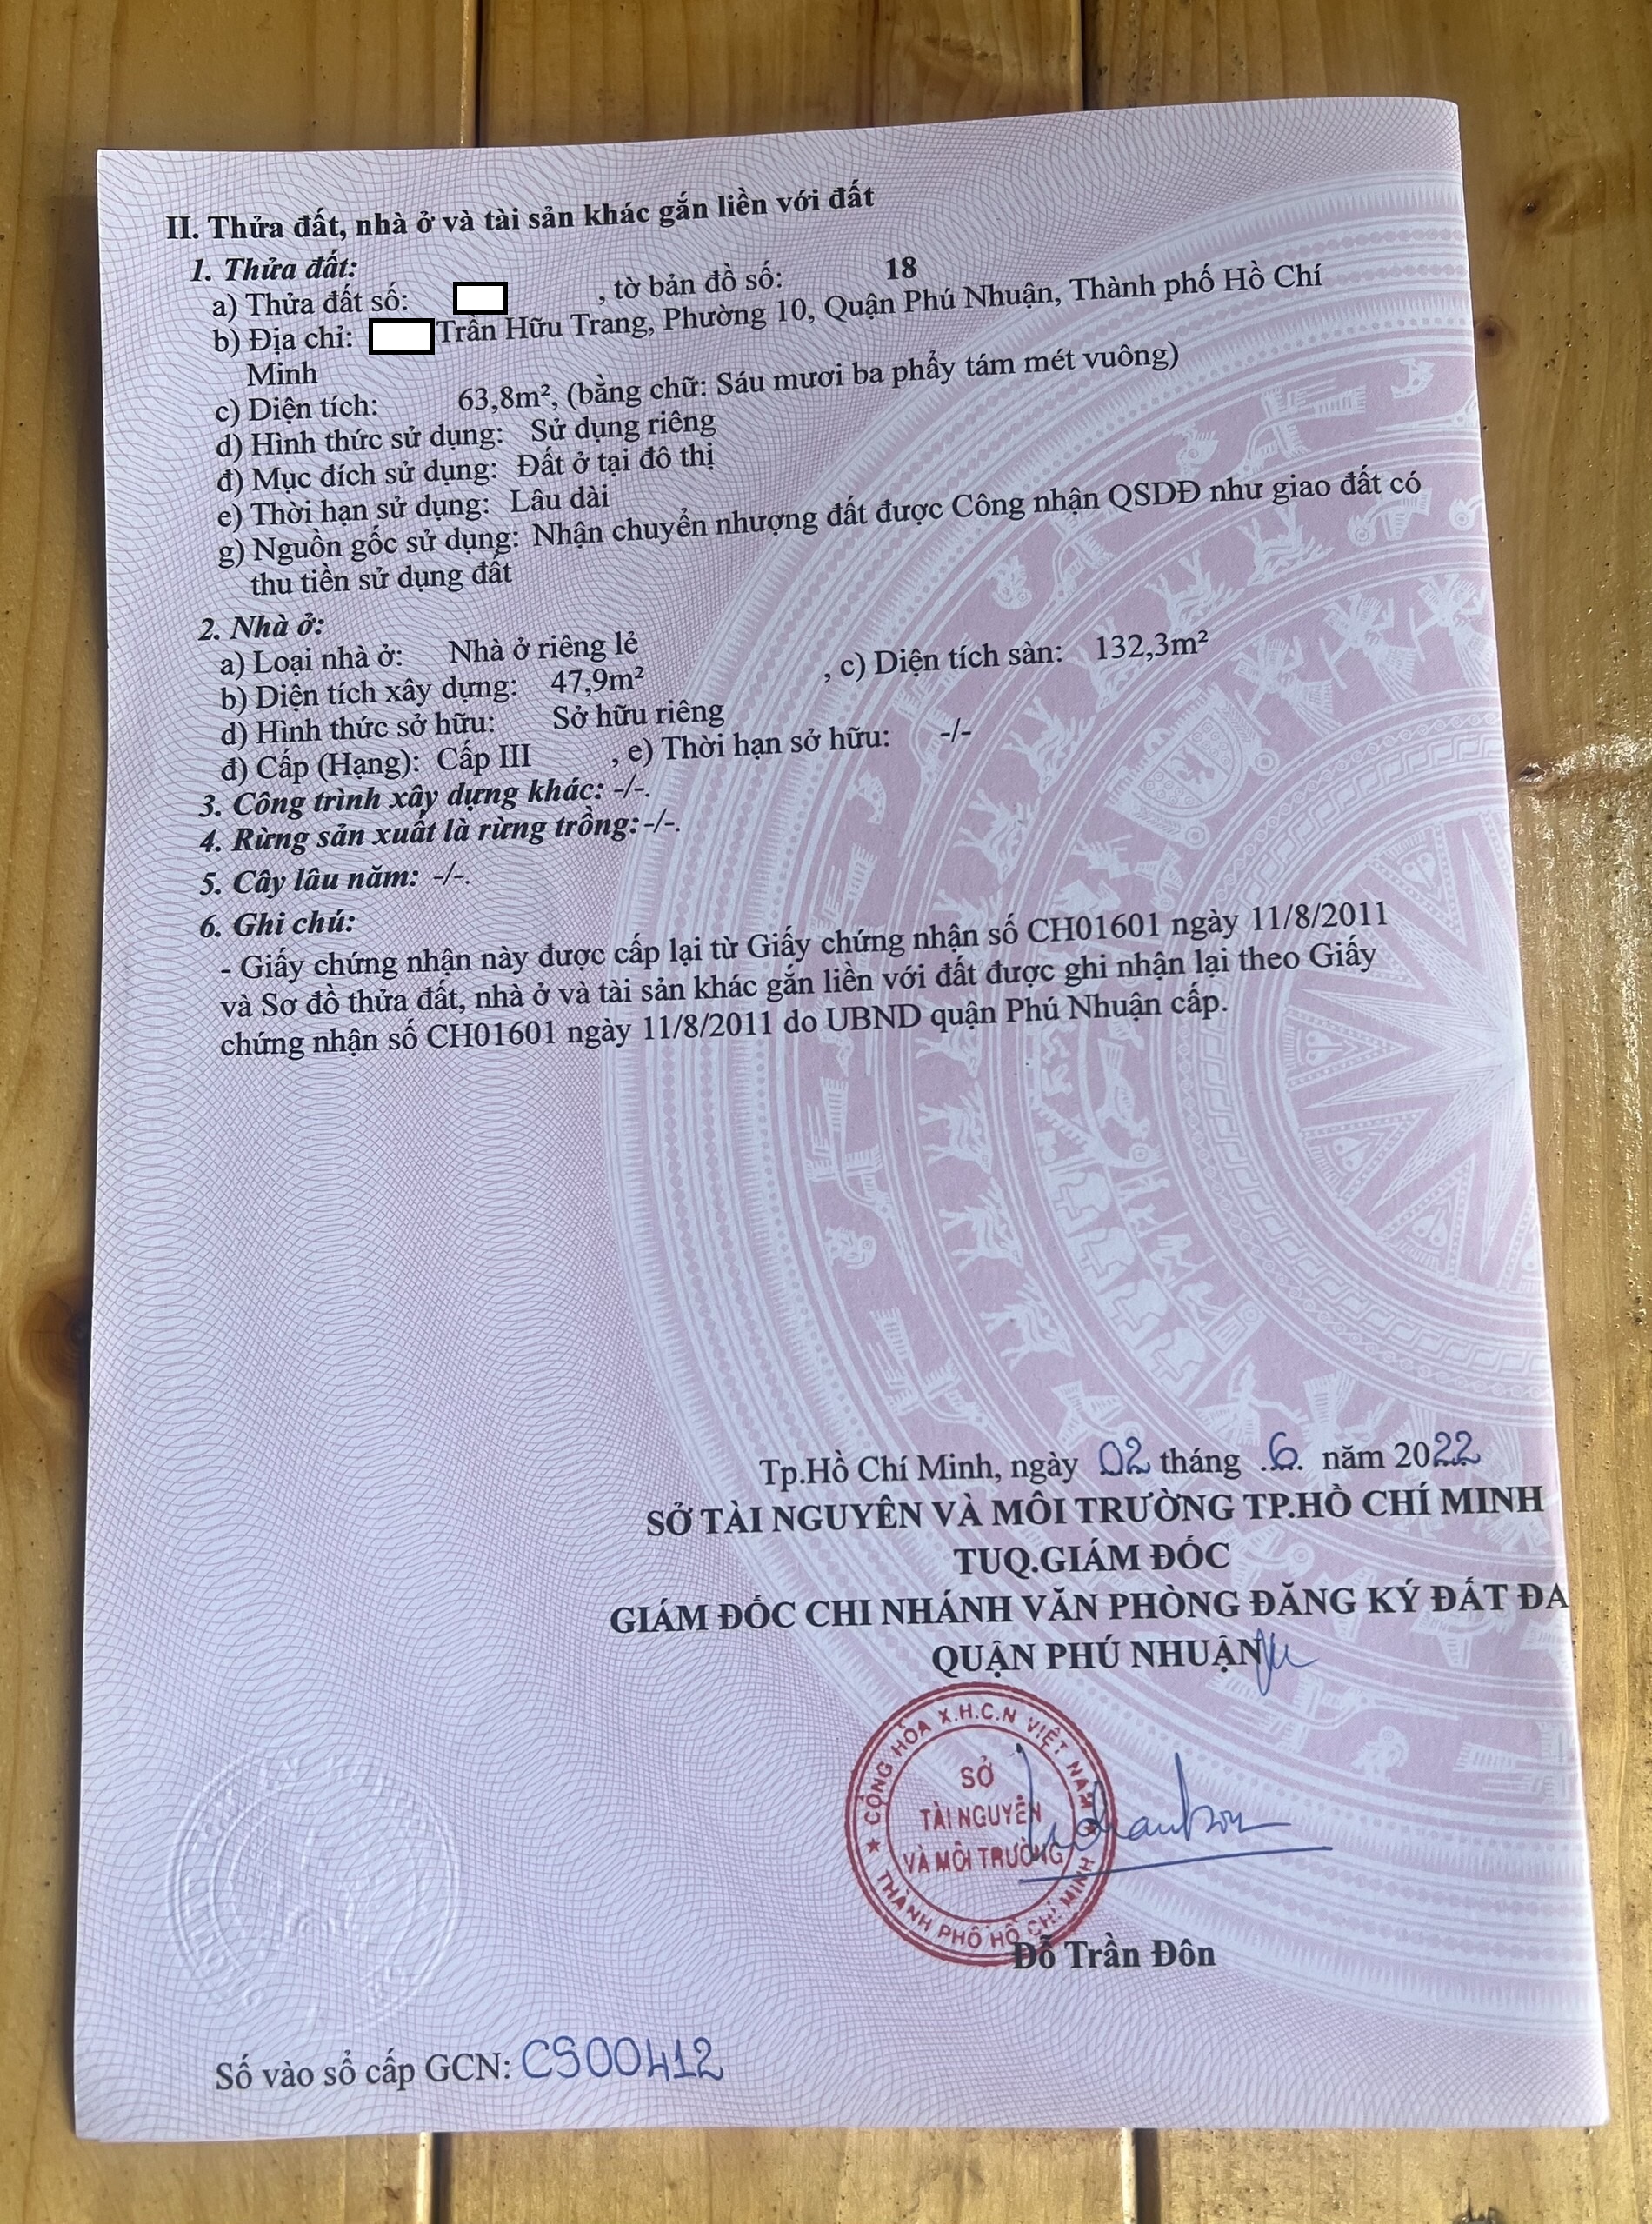 II. Thửa đất, nhà ở và tài sản khác gắn liền với đất
1. Thửa đất:
a) Thửa đất số: , tờ bản đồ số: 18
b) Địa chỉ: Trần Hữu Trang, Phường 10, Quận Phú Nhuận, Thành phố Hồ Chí
Minh
c) Diện tích: 63,8m², (bằng chữ: Sáu mươi ba phẩy tám mét vuông)
d) Hình thức sử dụng: Sử dụng riêng
đ) Mục đích sử dụng: Đất ở tại đô thị
e) Thời hạn sử dụng: Lâu dài
g) Nguồn gốc sử dụng: Nhận chuyển nhượng đất được Công nhận QSDĐ như giao đất có
thu tiền sử dụng đất
2. Nhà ở:
a) Loại nhà ở: Nhà ở riêng lẻ
b) Diện tích xây dựng: 47,9m² , c) Diện tích sàn: 132,3m²
d) Hình thức sở hữu: Sở hữu riêng
đ) Cấp (Hạng): Cấp III , e) Thời hạn sở hữu: -/-
3. Công trình xây dựng khác: -/-.
4. Rừng sản xuất là rừng trồng:-/-.
5. Cây lâu năm: -/-.
6. Ghi chú:
- Giấy chứng nhận này được cấp lại từ Giấy chứng nhận số CH01601 ngày 11/8/2011
và Sơ đồ thửa đất, nhà ở và tài sản khác gắn liền với đất được ghi nhận lại theo Giấy
chứng nhận số CH01601 ngày 11/8/2011 do UBND quận Phú Nhuận cấp.
Tp.Hồ Chí Minh, ngày 02 tháng .6. năm 2022
SỞ TÀI NGUYÊN VÀ MÔI TRƯỜNG TP.HỒ CHÍ MINH
TUQ.GIÁM ĐỐC
GIÁM ĐỐC CHI NHÁNH VĂN PHÒNG ĐĂNG KÝ ĐẤT ĐA
QUẬN PHÚ NHUẬN
CỘNG HÒA X.H.C.N VIỆT NAM
SỞ
TÀI NGUYÊN
VÀ MÔI TRƯỜNG
THÀNH PHỐ HỒ CHÍ MINH
Đỗ Trần Đôn
Số vào sổ cấp GCN: CS00412